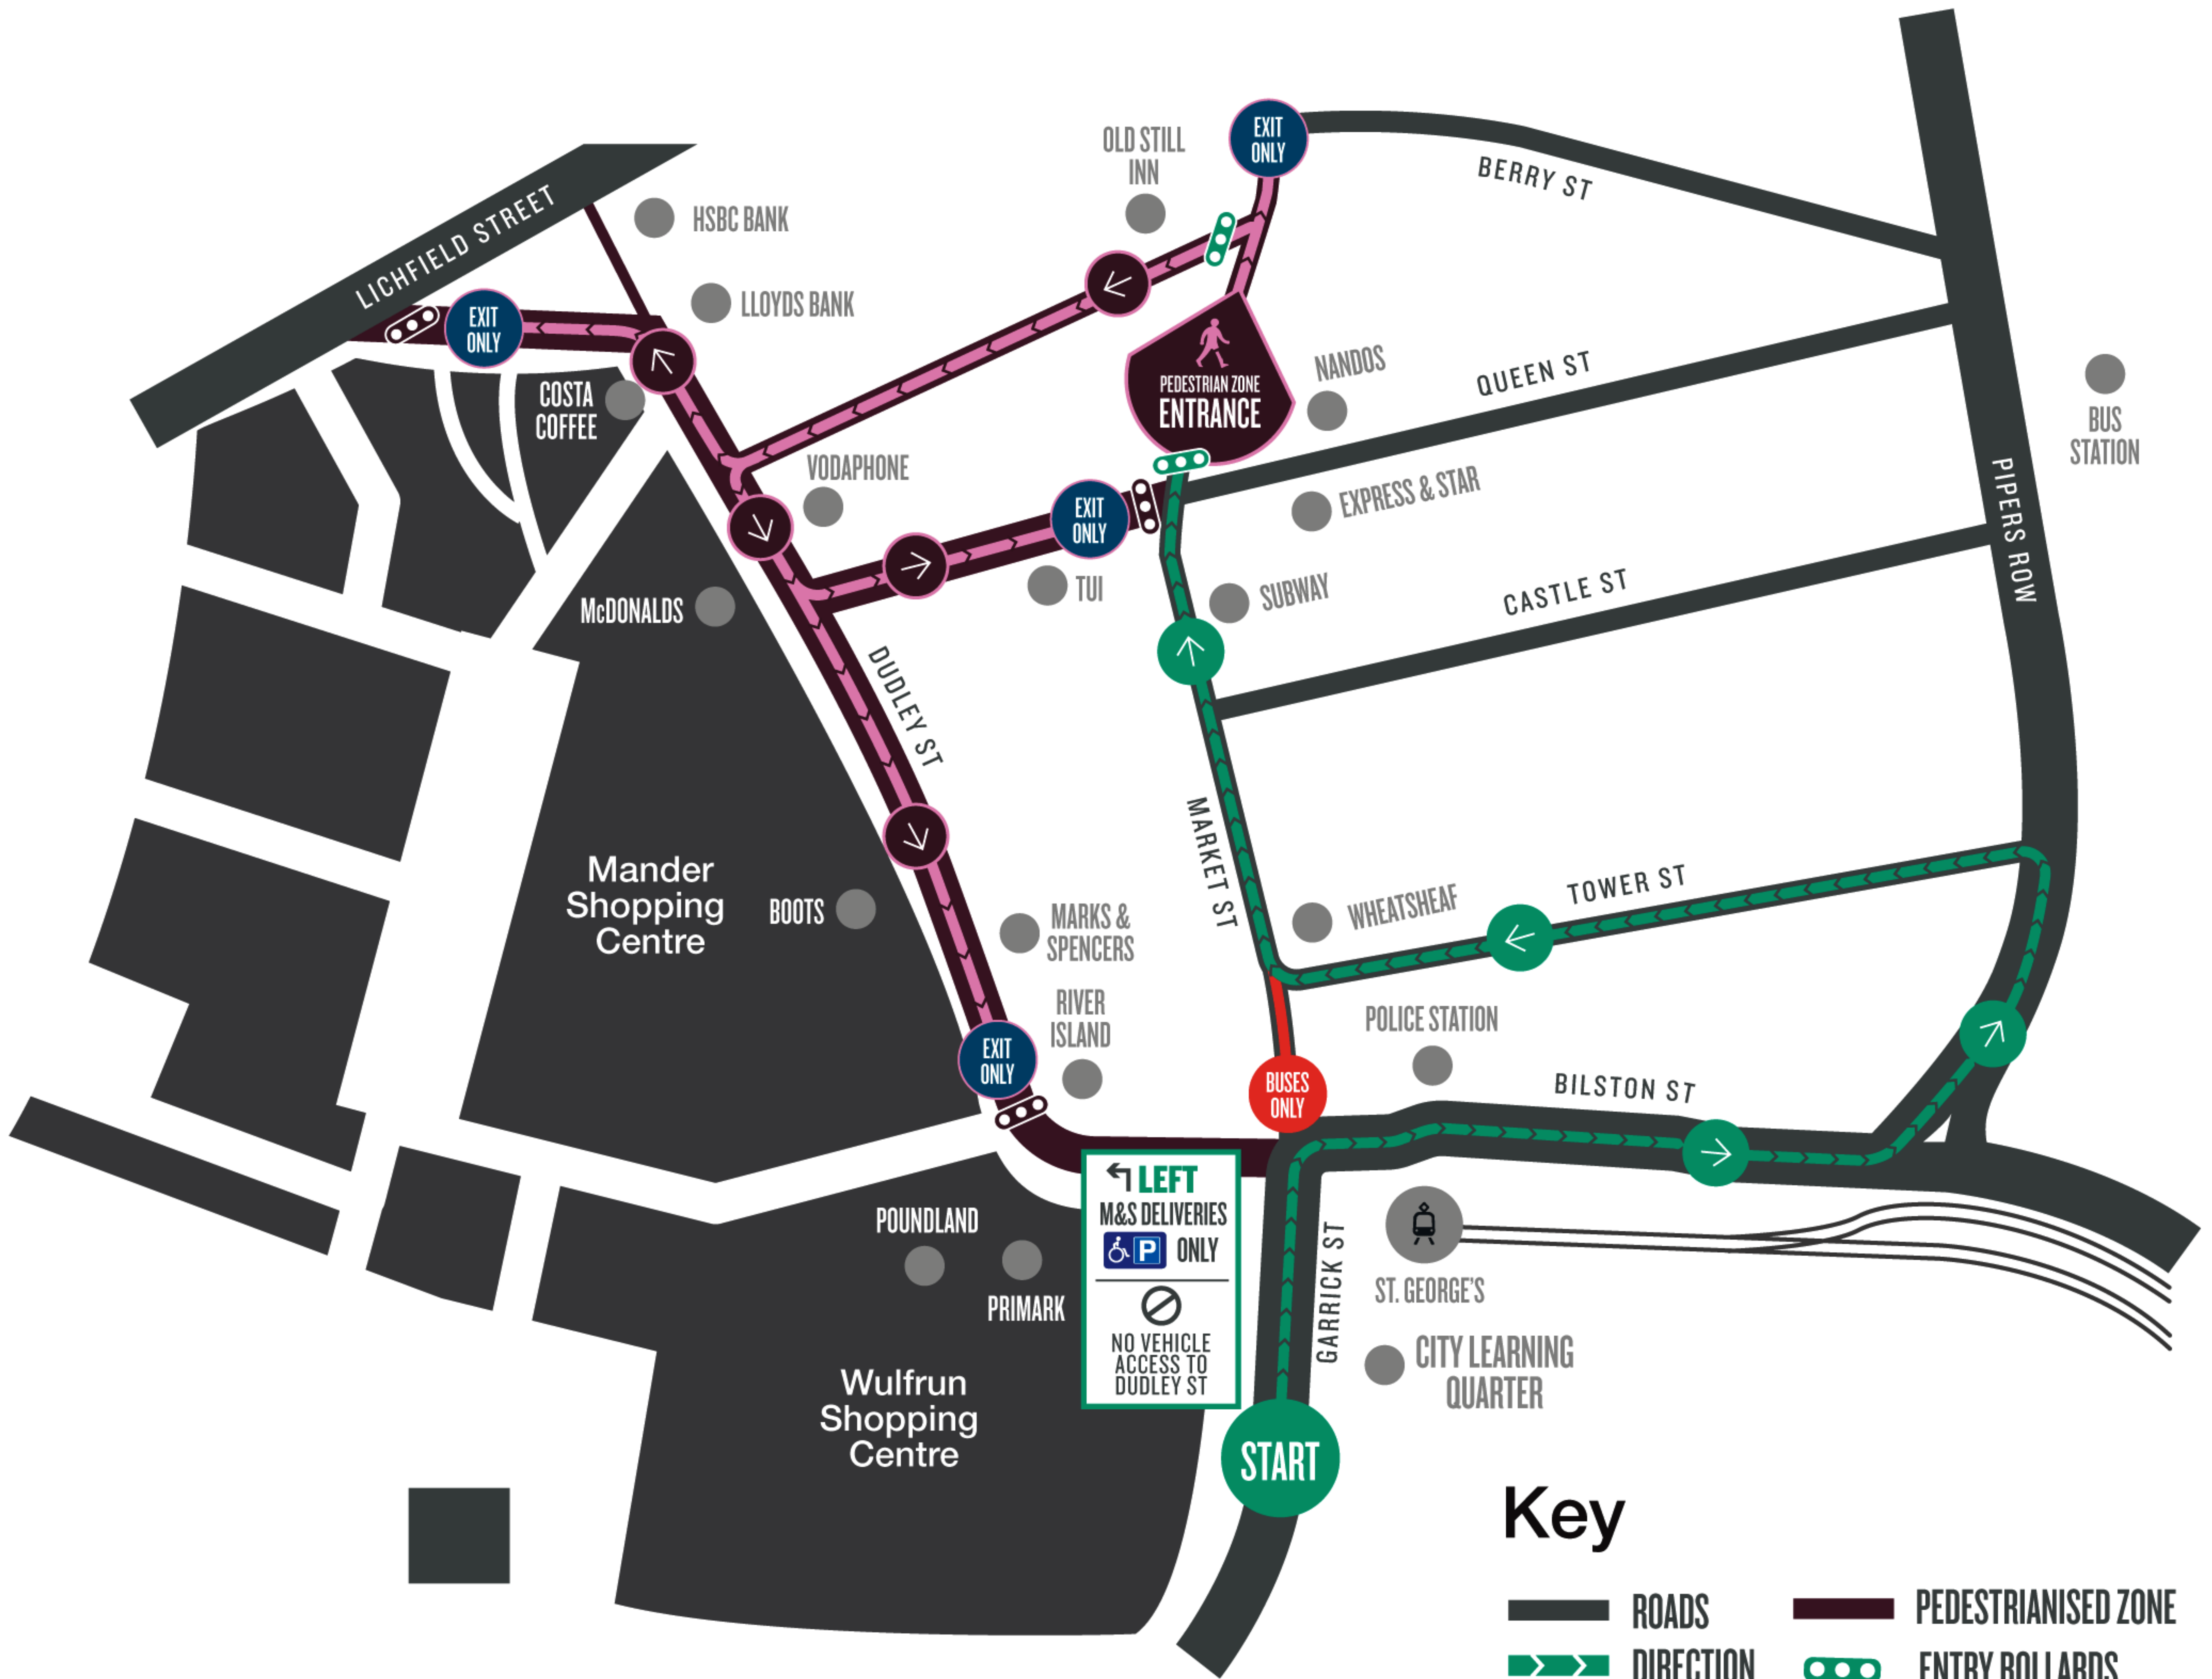 EXIT
ONLY
BERRY ST
OLD STILL
INN
LICHFIELD STREET
HSBC BANK
LLOYDS BANK
EXIT
ONLY
COSTA
COFFEE
PEDESTRIAN ZONE
ENTRANCE
NANDOS
QUEEN ST
BUS
STATION
PIPERS ROW
VODAPHONE
EXIT
ONLY
EXPRESS & STAR
TUI
SUBWAY
CASTLE ST
McDONALDS
DUDLEY ST
MARKET ST
Mander
Shopping
Centre
BOOTS
MARKS &
SPENCERS
WHEATSHEAF
TOWER ST
RIVER
ISLAND
POLICE STATION
EXIT
ONLY
BUSES
ONLY
BILSTON ST
LEFT
M&S DELIVERIES
P ONLY
NO VEHICLE
ACCESS TO
DUDLEY ST
GARRICK ST
ST. GEORGE'S
CITY LEARNING
QUARTER
POUNDLAND
PRIMARK
Wulfrun
Shopping
Centre
START
Key
ROADS
PEDESTRIANISED ZONE
DIRECTION
ENTRY BOLLARDS